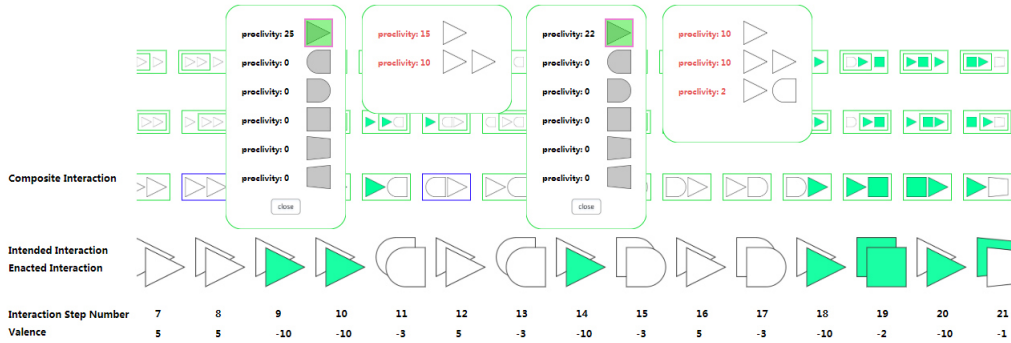 proclivity: 25
proclivity: 0
proclivity: 0
proclivity: 0
proclivity: 0
proclivity: 0
close
proclivity: 15
proclivity: 10
proclivity: 22
proclivity: 0
proclivity: 0
proclivity: 0
proclivity: 0
proclivity: 0
close
proclivity: 10
proclivity: 10
proclivity: 2
Composite Interaction
Intended Interaction
Enacted Interaction
Interaction Step Number 7 8 9 10 11 12 13 14 15 16 17 18 19 20 21
Valence 5 5 -10 -10 -3 5 -3 -10 -3 5 -3 -10 -2 -10 -1